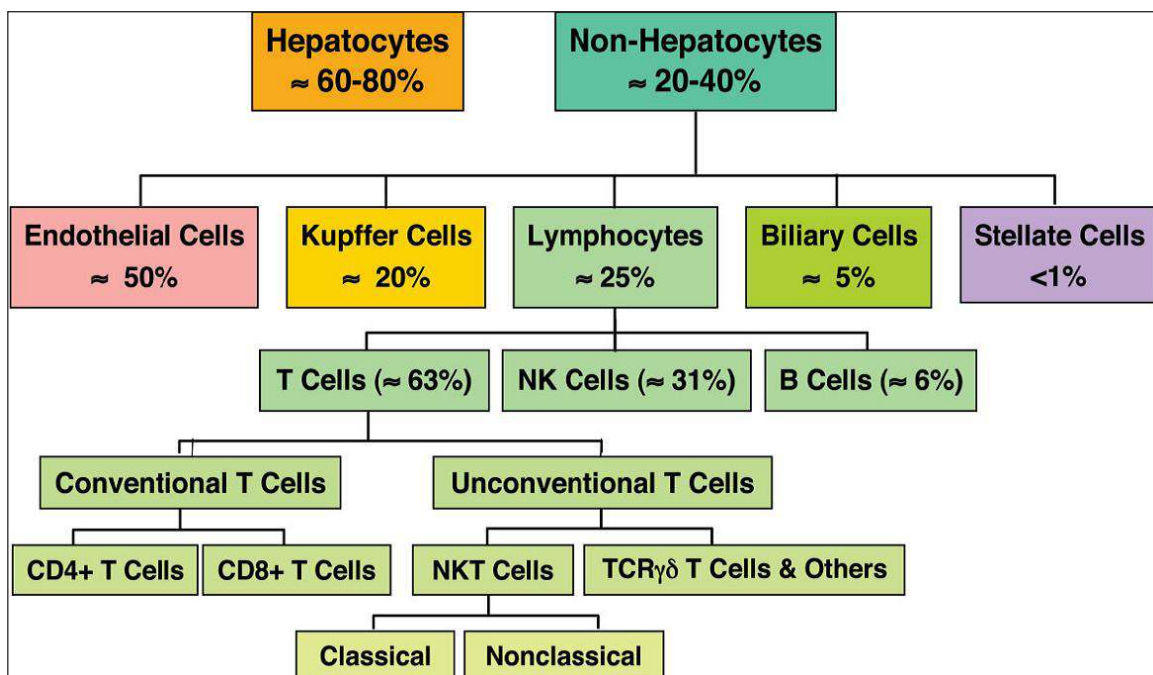 Hepatocytes
≈ 60-80%
Non-Hepatocytes
≈ 20-40%
Endothelial Cells
≈ 50%
Kupffer Cells
≈ 20%
Lymphocytes
≈ 25%
Biliary Cells
≈ 5%
Stellate Cells
<1%
T Cells (≈ 63%)
NK Cells (≈ 31%)
B Cells (≈ 6%)
Conventional T Cells
Unconventional T Cells
CD4+ T Cells
CD8+ T Cells
NKT Cells
TCRγδ T Cells & Others
Classical
Nonclassical